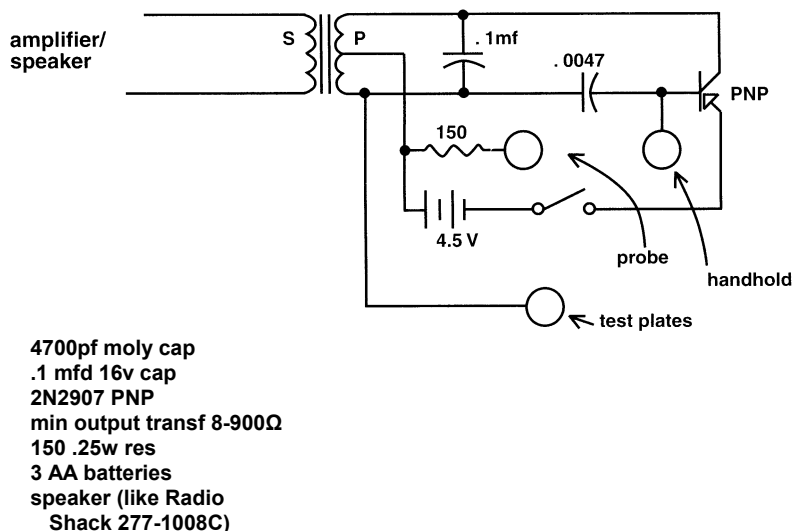 amplifier/
speaker
S
P
. 1mf
. 0047
PNP
150
4.5 V
probe
handhold
test plates
4700pf moly cap
.1 mfd 16v cap
2N2907 PNP
min output transf 8-900Ω
150 .25w res
3 AA batteries
speaker (like Radio
Shack 277-1008C)